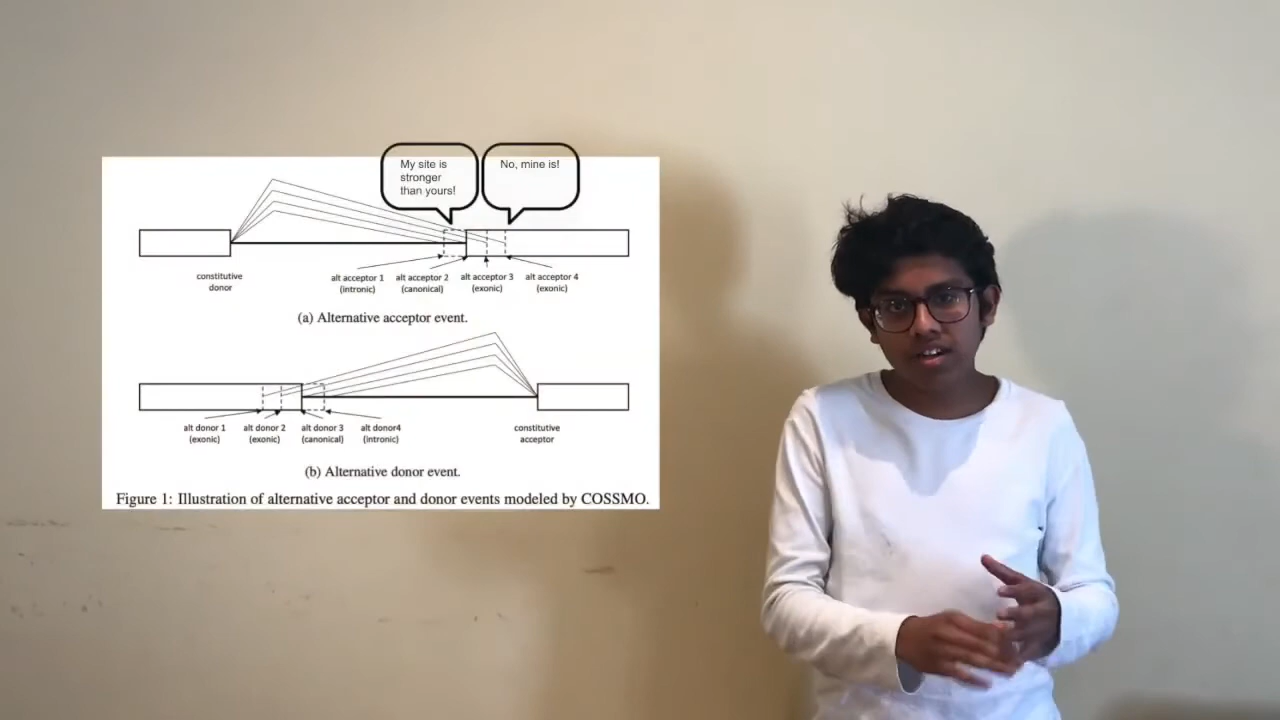 My site is
stronger
than yours!
No, mine is!
constitutive
donor
alt acceptor 1
(intronic)
alt acceptor 2
(canonical)
alt acceptor 3
(exonic)
alt acceptor 4
(exonic)
(a) Alternative acceptor event.
alt donor 1
(exonic)
alt donor 2
(exonic)
alt donor 3
(canonical)
alt donor4
(intronic)
constitutive
acceptor
(b) Alternative donor event.
Figure 1: Illustration of alternative acceptor and donor events modeled by COSSMO.